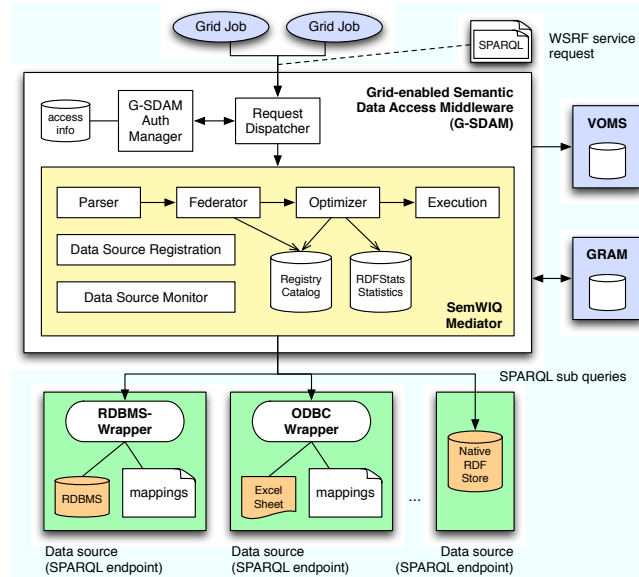 Grid Job
Grid Job
SPARQL
WSRF service
request
Grid-enabled Semantic
Data Access Middleware
(G-SDAM)
access
info
G-SDAM
Auth
Manager
Request
Dispatcher
VOMS
Parser
Federator
Optimizer
Execution
Data Source Registration
Data Source Monitor
Registry
Catalog
RDFStats
Statistics
SemWIQ
Mediator
GRAM
SPARQL sub queries
RDBMS-
Wrapper
RDBMS
mappings
ODBC
Wrapper
Excel
Sheet
mappings
...
Native
RDF
Store
Data source
(SPARQL endpoint)
Data source
(SPARQL endpoint)
Data source
(SPARQL endpoint)